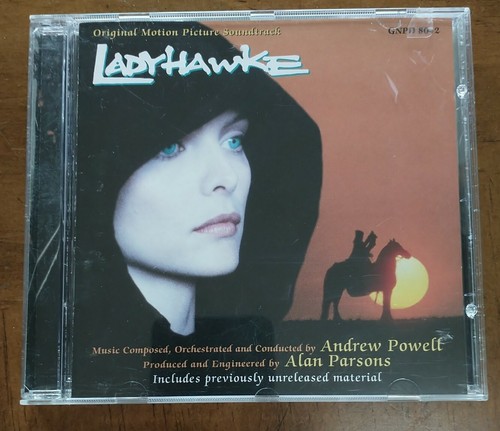 Original Motion Picture Soundtrack
LADYHAWKE
Music Composed, Orchestrated and Conducted by Andrew Powell
Produced and Engineered by Alan Parsons
Includes previously unreleased material